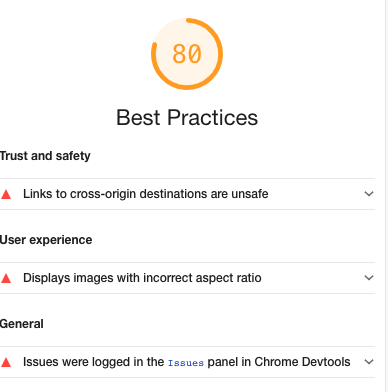 80
Best Practices
Trust and safety
Links to cross-origin destinations are unsafe
User experience
Displays images with incorrect aspect ratio
General
Issues were logged in the Issues panel in Chrome Devtools